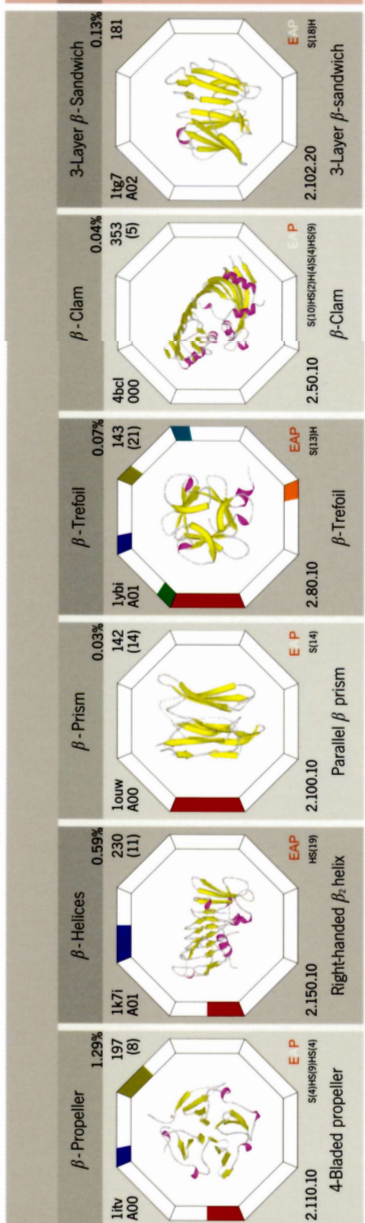 β-Propeller
1.29%
1itv
A00
197
(8)
EAP
S(4)HS(9)HS(4)
2.110.10
4-Bladed propeller
β-Helices
0.59%
1k7i
A01
230
(11)
EAP
HS(19)
2.150.10
Right-handed β₂ helix
β-Prism
0.03%
1ouw
A00
142
(14)
EAP
S(14)
2.100.10
Parallel β prism
β-Trefoil
0.07%
1ybi
A01
143
(21)
EAP
S(13)H
2.80.10
β-Trefoil
β-Clam
0.04%
4bcl
000
353
(5)
EAP
S(10)HS(2)H(4)S(4)HS(9)
2.50.10
β-Clam
3-Layer β-Sandwich
0.13%
1tg7
A02
181
EAP
S(18)H
2.102.20
3-Layer β-sandwich